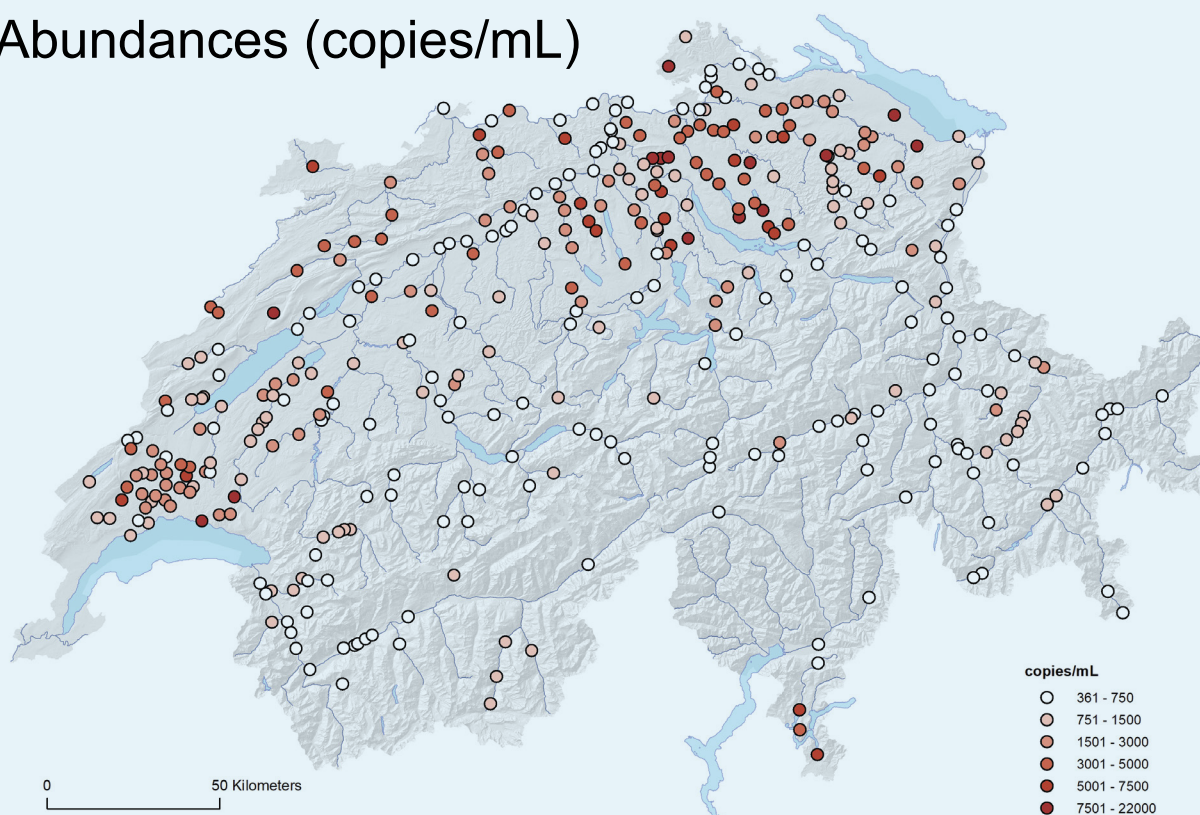 Abundances (copies/mL)
copies/mL
361 - 750
751 - 1500
1501 - 3000
3001 - 5000
5001 - 7500
7501 - 22000
0 50 Kilometers